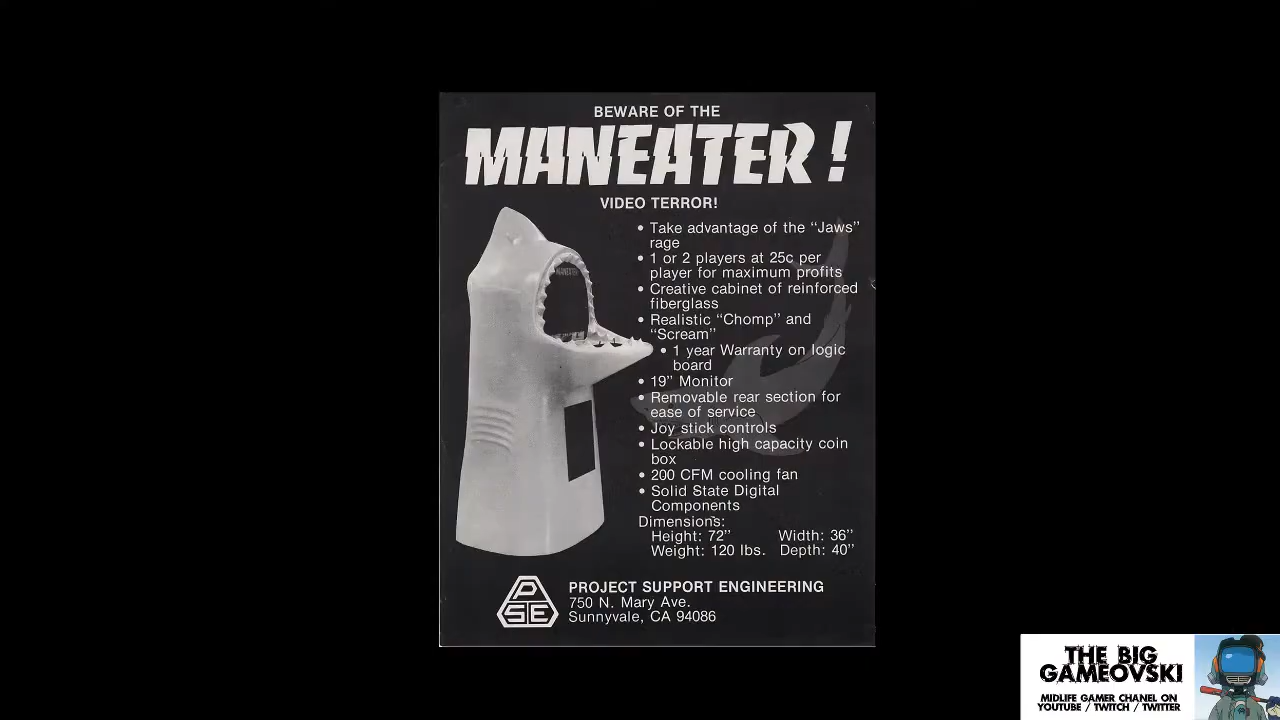 BEWARE OF THE
MANEATER!
VIDEO TERROR!
• Take advantage of the "Jaws"
rage
• 1 or 2 players at 25c per
player for maximum profits
• Creative cabinet of reinforced
fiberglass
• Realistic "Chomp" and
"Scream"
• 1 year Warranty on logic
board
• 19" Monitor
• Removable rear section for
ease of service
• Joy stick controls
• Lockable high capacity coin
box
• 200 CFM cooling fan
• Solid State Digital
Components
Dimensions:
Height: 72" Width: 36"
Weight: 120 lbs. Depth: 40"
MANEATER
PSE
PROJECT SUPPORT ENGINEERING
750 N. Mary Ave.
Sunnyvale, CA 94086
THE BIG
GAMEOVSKI
MIDLIFE GAMER CHANEL ON
YOUTUBE / TWITCH / TWITTER